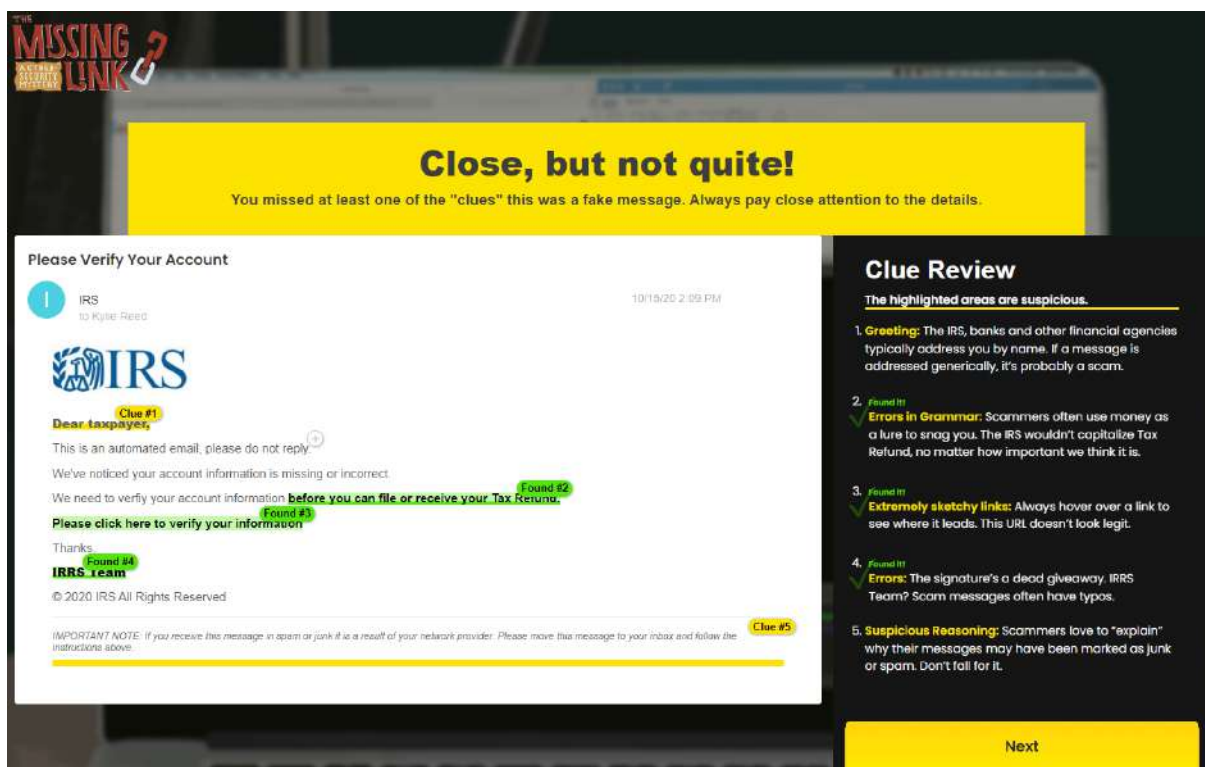 THE
MISSING
LINK
A CYBER
SECURITY
MYSTERY
Close, but not quite!
You missed at least one of the "clues" this was a fake message. Always pay close attention to the details.
Please Verify Your Account
I
IRS
10/15/20 2:09 PM
to Kylie Reed
IRS
Clue #1
Dear taxpayer,
This is an automated email, please do not reply.
We've noticed your account information is missing or incorrect.
Found #2
We need to verfiy your account information before you can file or receive your Tax Refund.
Found #3
Please click here to verify your information
Thanks,
Found #4
IRRS Team
© 2020 IRS All Rights Reserved
Clue #5
IMPORTANT NOTE: If you receive this message in spam or junk it is a result of your network provider. Please move this message to your inbox and follow the
instructions above.
Clue Review
The highlighted areas are suspicious.
1. Greeting: The IRS, banks and other financial agencies
typically address you by name. If a message is
addressed generically, it's probably a scam.
2. Found it!
Errors in Grammar: Scammers often use money as
a lure to snag you. The IRS wouldn't capitalize Tax
Refund, no matter how important we think it is.
3. Found it!
Extremely sketchy links: Always hover over a link to
see where it leads. This URL doesn't look legit.
4. Found it!
Errors: The signature's a dead giveaway. IRRS
Team? Scam messages often have typos.
5. Suspicious Reasoning: Scammers love to "explain"
why their messages may have been marked as junk
or spam. Don't fall for it.
Next